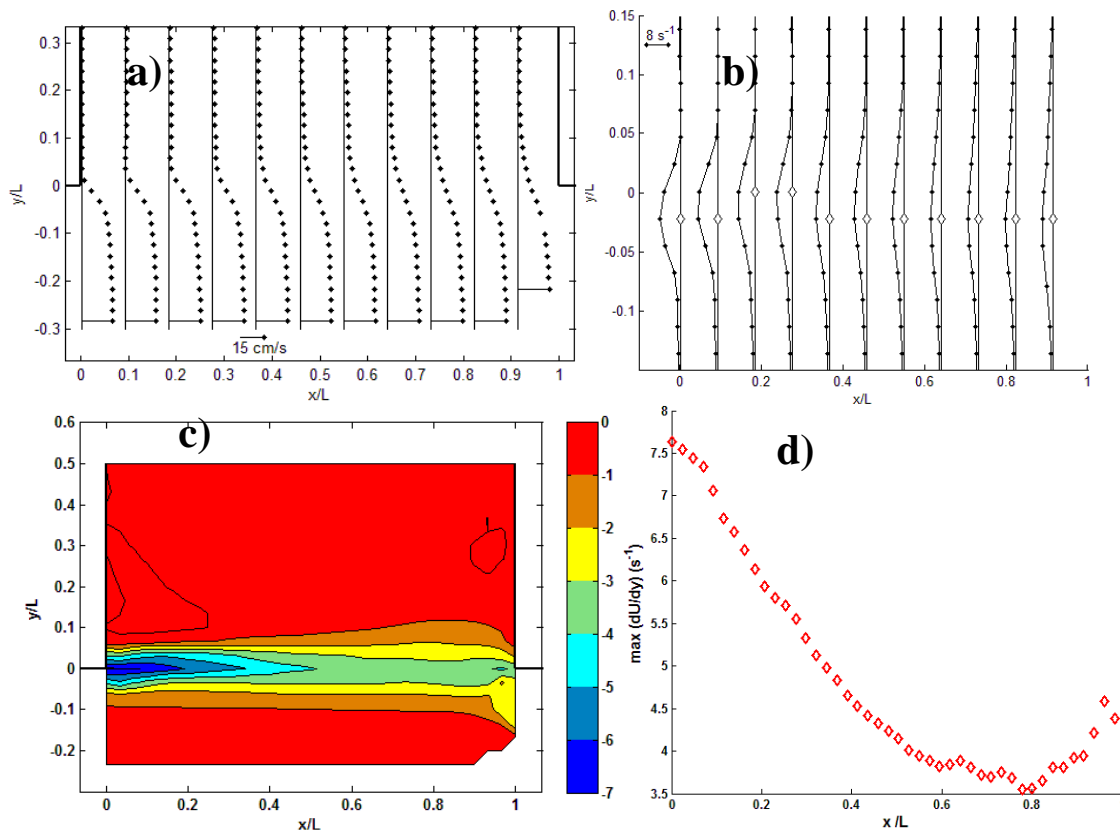 a)
0.3
0.2
0.1
0
-0.1
-0.2
-0.3
y/L
15 cm/s
0 0.1 0.2 0.3 0.4 0.5 0.6 0.7 0.8 0.9 1
x/L
b)
8 s-1
0.15
0.1
0.05
0
-0.05
-0.1
y/L
0 0.2 0.4 0.6 0.8 1
x/L
c)
0.6
0.5
0.4
0.3
0.2
0.1
0
-0.1
-0.2
y/L
0 0.2 0.4 0.6 0.8 1
x/L
0
-1
-2
-3
-4
-5
-6
-7
d)
8
7.5
7
6.5
6
5.5
5
4.5
4
3.5
max (dU/dy) (s-1)
0 0.2 0.4 0.6 0.8
x /L